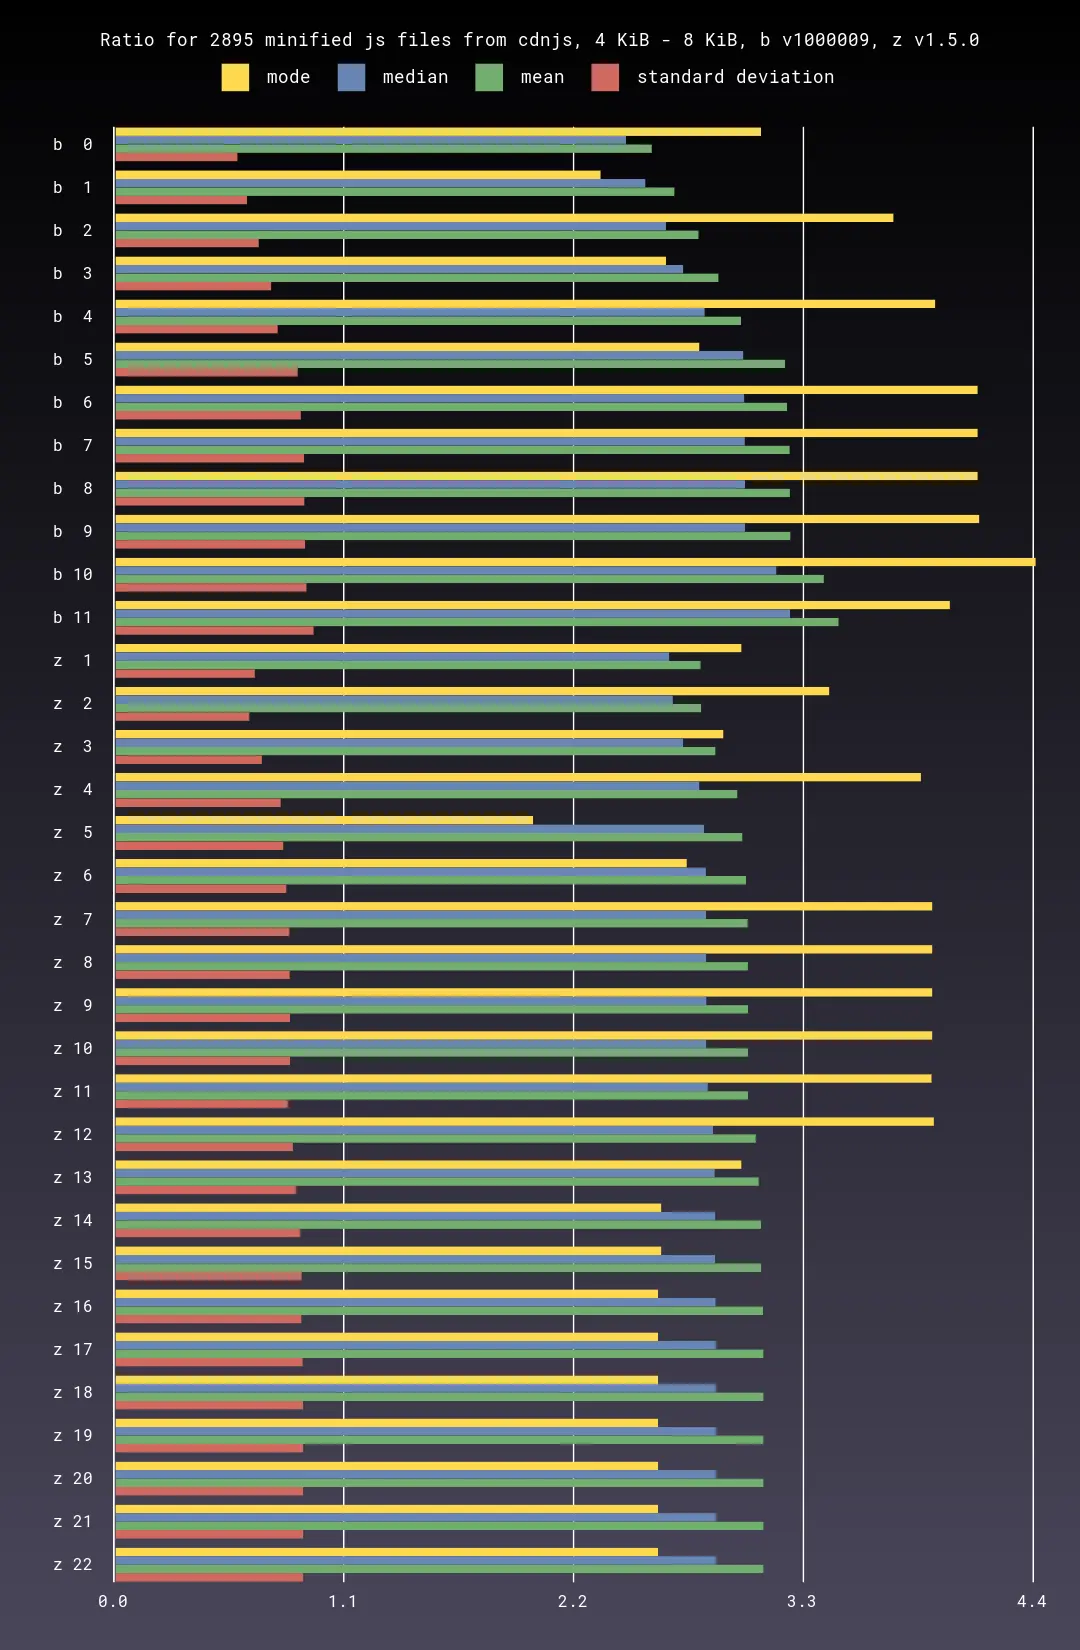 Ratio for 2895 minified js files from cdnjs, 4 KiB - 8 KiB, b v1000009, z v1.5.0
mode median mean standard deviation
b 0
b 1
b 2
b 3
b 4
b 5
b 6
b 7
b 8
b 9
b 10
b 11
z 1
z 2
z 3
z 4
z 5
z 6
z 7
z 8
z 9
z 10
z 11
z 12
z 13
z 14
z 15
z 16
z 17
z 18
z 19
z 20
z 21
z 22
0.0 1.1 2.2 3.3 4.4